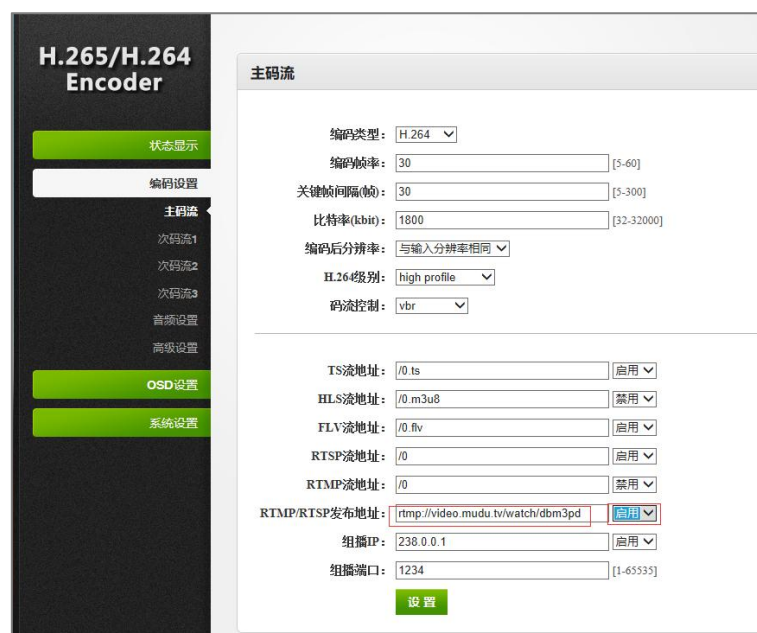 H.265/H.264
Encoder
状态显示
编码设置
主码流
次码流1
次码流2
次码流3
音频设置
高级设置
OSD设置
系统设置
主码流
编码类型： H.264
编码帧率： 30 [5-60]
关键帧间隔(帧)： 30 [5-300]
比特率(kbit)： 1800 [32-32000]
编码后分辨率： 与输入分辨率相同
H.264级别： high profile
码流控制： vbr
TS流地址： /0.ts 启用
HLS流地址： /0.m3u8 禁用
FLV流地址： /0.flv 启用
RTSP流地址： /0 启用
RTMP流地址： /0 禁用
RTMP/RTSP发布地址： rtmp://video.mudu.tv/watch/dbm3pd 启用
组播IP： 238.0.0.1 启用
组播端口： 1234 [1-65535]
设置